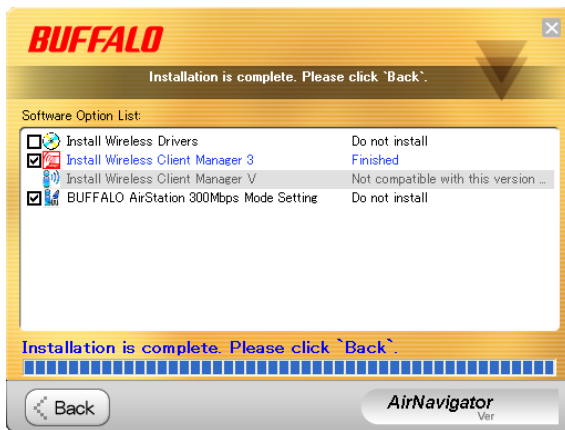 BUFFALO
Installation is complete. Please click `Back`.
Software Option List:
Install Wireless Drivers Do not install
Install Wireless Client Manager 3 Finished
Install Wireless Client Manager V Not compatible with this version ...
BUFFALO AirStation 300Mbps Mode Setting Do not install
Installation is complete. Please click `Back`.
Back
AirNavigator
Ver